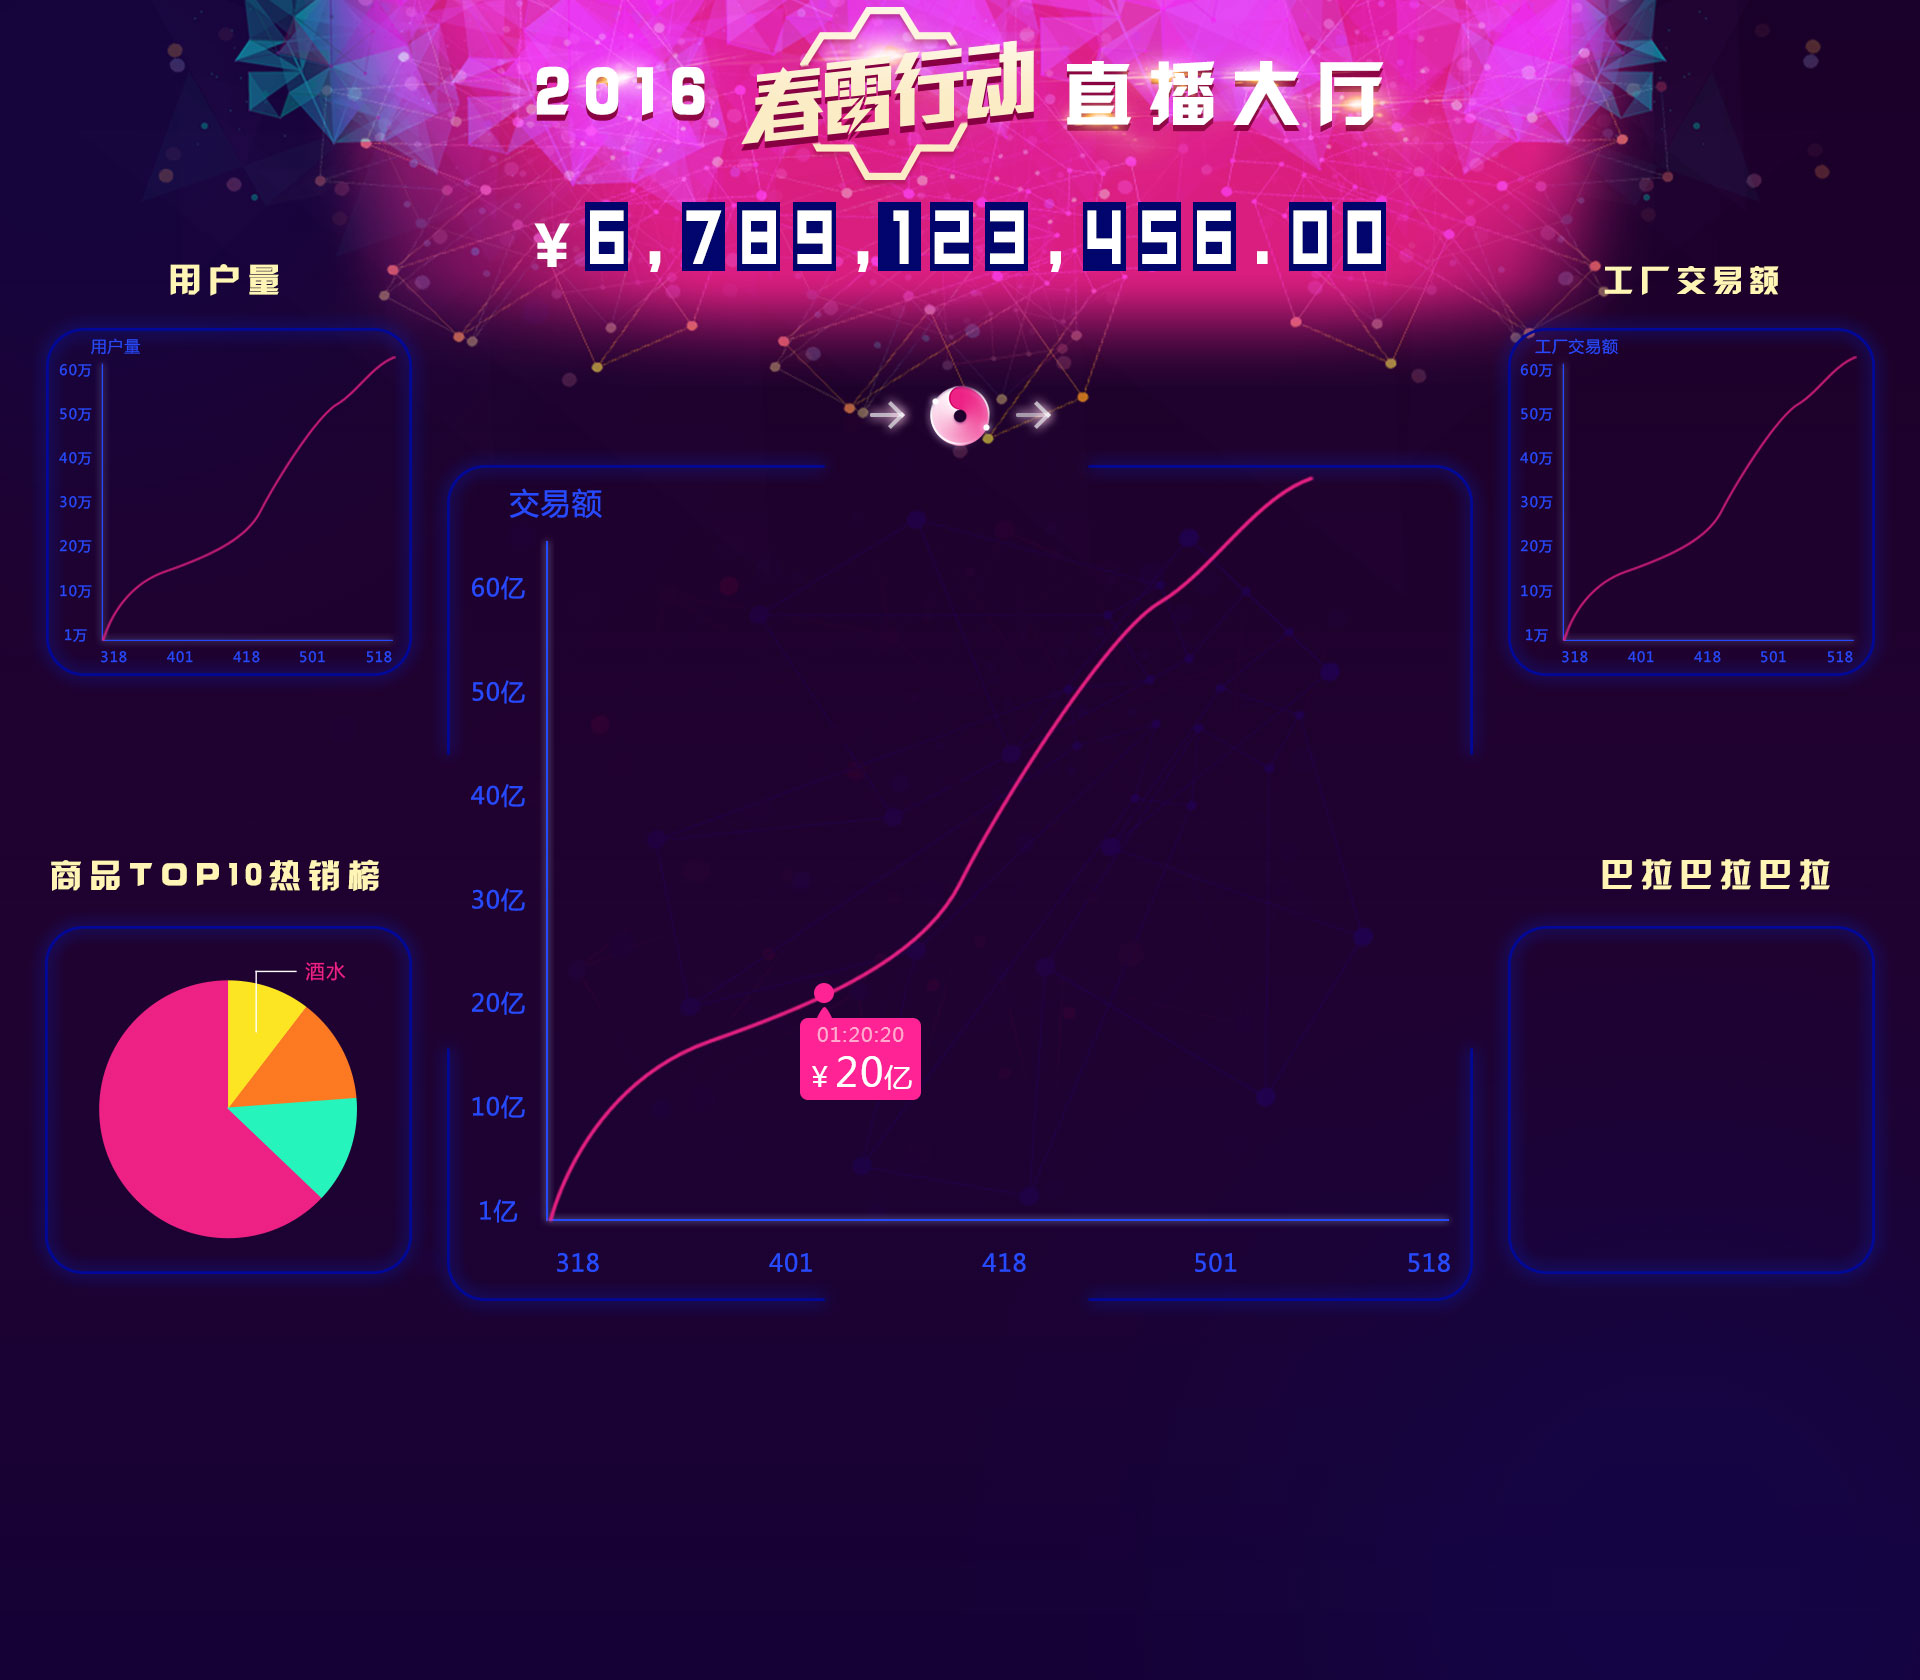 2016 春雷行动 直播大厅
¥6,789,123,456.00
用户量
用户量
60万
50万
40万
30万
20万
10万
1万
318 401 418 501 518
工厂交易额
工厂交易额
60万
50万
40万
30万
20万
10万
1万
318 401 418 501 518
交易额
60亿
50亿
40亿
30亿
20亿
10亿
1亿
01:20:20
¥20亿
318 401 418 501 518
商品TOP10热销榜
酒水
巴拉巴拉巴拉